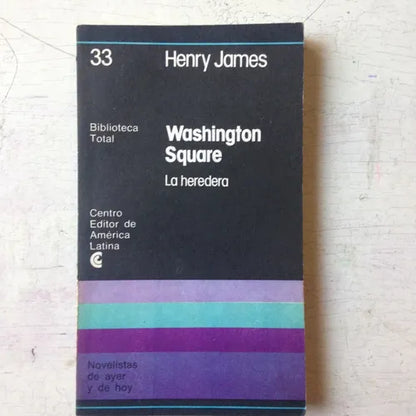 33 Henry James
Biblioteca
Total
Washington
Square
La heredera
Centro
Editor de
América
Latina
Novelistas
de ayer
y de hoy